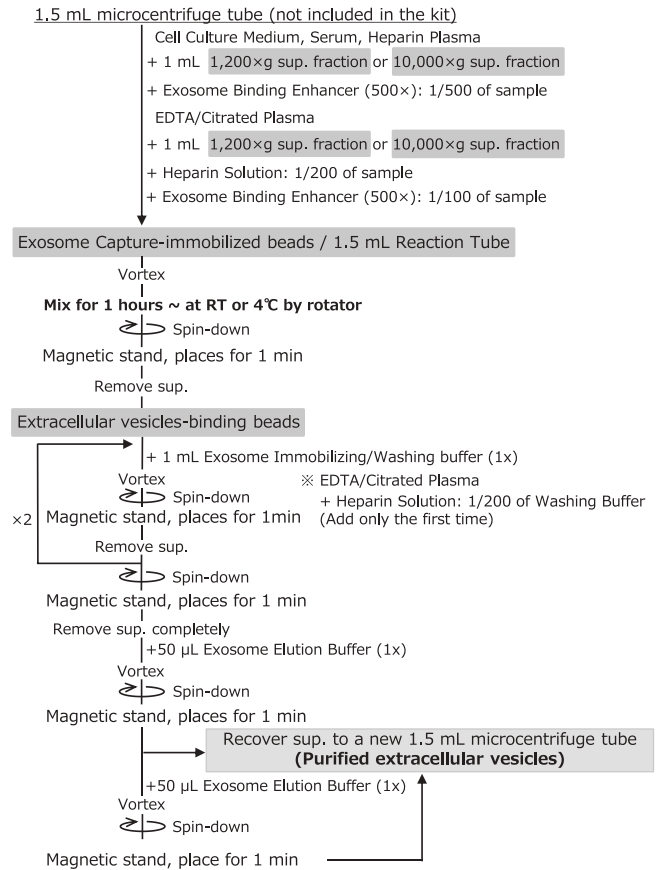 1.5 mL microcentrifuge tube (not included in the kit)
Cell Culture Medium, Serum, Heparin Plasma
+ 1 mL 1,200×g sup. fraction or 10,000×g sup. fraction
+ Exosome Binding Enhancer (500×): 1/500 of sample
EDTA/Citrated Plasma
+ 1 mL 1,200×g sup. fraction or 10,000×g sup. fraction
+ Heparin Solution: 1/200 of sample
+ Exosome Binding Enhancer (500×): 1/100 of sample
Exosome Capture-immobilized beads / 1.5 mL Reaction Tube
Vortex
Mix for 1 hours ~ at RT or 4℃ by rotator
Spin-down
Magnetic stand, places for 1 min
Remove sup.
Extracellular vesicles-binding beads
+ 1 mL Exosome Immobilizing/Washing buffer (1x)
Vortex
※ EDTA/Citrated Plasma
Spin-down
+ Heparin Solution: 1/200 of Washing Buffer
Magnetic stand, places for 1min
(Add only the first time)
×2
Remove sup.
Spin-down
Magnetic stand, places for 1 min
Remove sup. completely
+50 µL Exosome Elution Buffer (1x)
Vortex
Spin-down
Magnetic stand, places for 1 min
Recover sup. to a new 1.5 mL microcentrifuge tube
(Purified extracellular vesicles)
+50 µL Exosome Elution Buffer (1x)
Vortex
Spin-down
Magnetic stand, place for 1 min